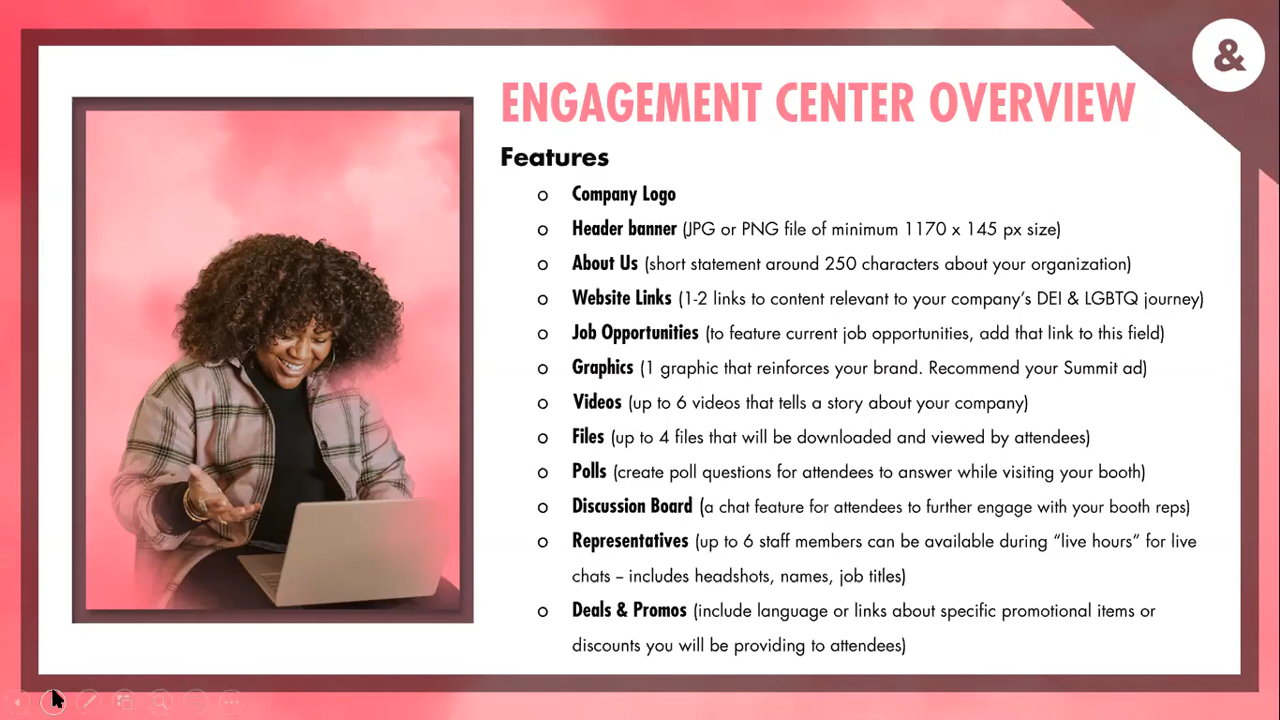 &
ENGAGEMENT CENTER OVERVIEW
Features
o Company Logo
o Header banner (JPG or PNG file of minimum 1170 x 145 px size)
o About Us (short statement around 250 characters about your organization)
o Website Links (1-2 links to content relevant to your company's DEI & LGBTQ journey)
o Job Opportunities (to feature current job opportunities, add that link to this field)
o Graphics (1 graphic that reinforces your brand. Recommend your Summit ad)
o Videos (up to 6 videos that tells a story about your company)
o Files (up to 4 files that will be downloaded and viewed by attendees)
o Polls (create poll questions for attendees to answer while visiting your booth)
o Discussion Board (a chat feature for attendees to further engage with your booth reps)
o Representatives (up to 6 staff members can be available during “live hours” for live
chats – includes headshots, names, job titles)
o Deals & Promos (include language or links about specific promotional items or
discounts you will be providing to attendees)